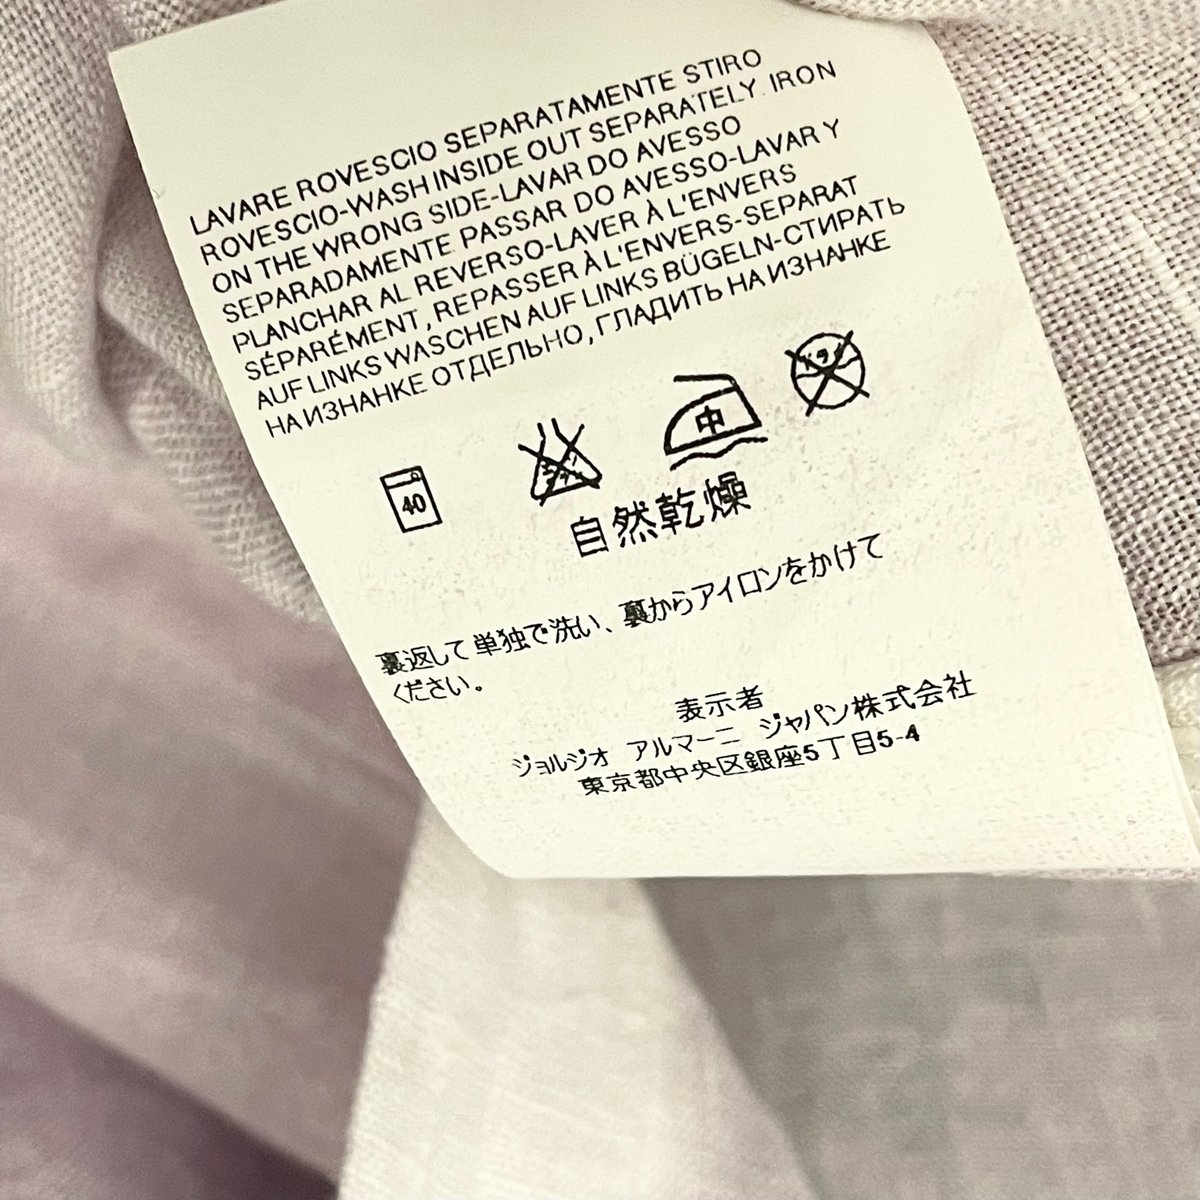 LAVARE ROVESCIO SEPARATAMENTE STIRO
ROVESCIO-WASH INSIDE OUT SEPARATELY. IRON
ON THE WRONG SIDE-LAVAR DO AVESSO
SEPARADAMENTE PASSAR DO AVESSO-LAVAR Y
PLANCHAR AL REVERSO-LAVER À L'ENVERS
SÉPARÉMENT, REPASSER À L'ENVERS-SEPARAT
AUF LINKS WASCHEN AUF LINKS BÜGELN-СТИРАТЬ
НА ИЗНАНКЕ ОТДЕЛЬНО, ГЛАДИТЬ НА ИЗНАНКЕ
40
中
自然乾燥
裏返して単独で洗い、裏からアイロンをかけて
ください。
表示者
ジョルジオ アルマーニ ジャパン株式会社
東京都中央区銀座5丁目5-4